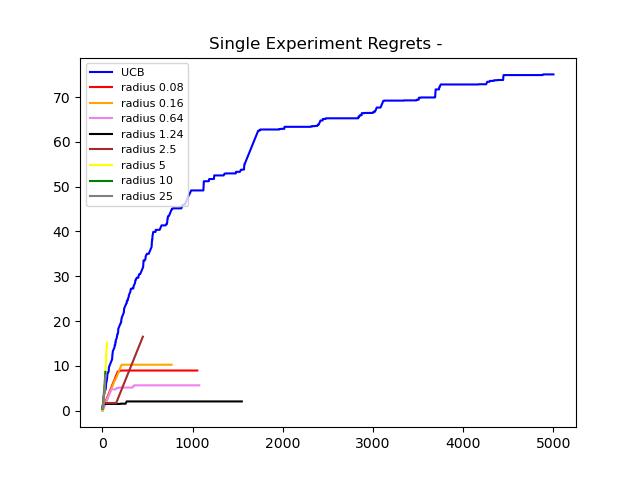 Single Experiment Regrets -
UCB
radius 0.08
radius 0.16
radius 0.64
radius 1.24
radius 2.5
radius 5
radius 10
radius 25
70
60
50
40
30
20
10
0
0 1000 2000 3000 4000 5000